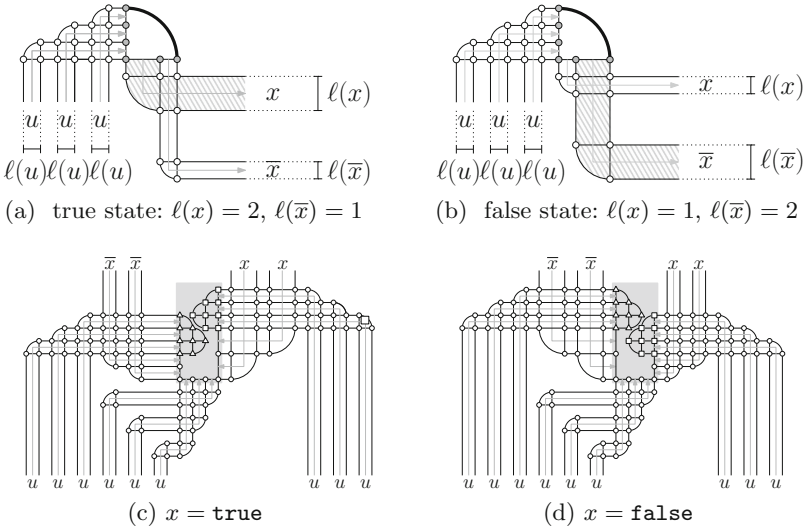 u u u
ℓ(u) ℓ(u) ℓ(u)
x ℓ(x)
x̅ ℓ(x̅)
(a) true state: ℓ(x) = 2, ℓ(x̅) = 1
u u u
ℓ(u) ℓ(u) ℓ(u)
x ℓ(x)
x̅ ℓ(x̅)
(b) false state: ℓ(x) = 1, ℓ(x̅) = 2
x̅ x̅ x x
u u u u u u u u u
(c) x = true
x̅ x̅ x x
u u u u u u u u u
(d) x = false